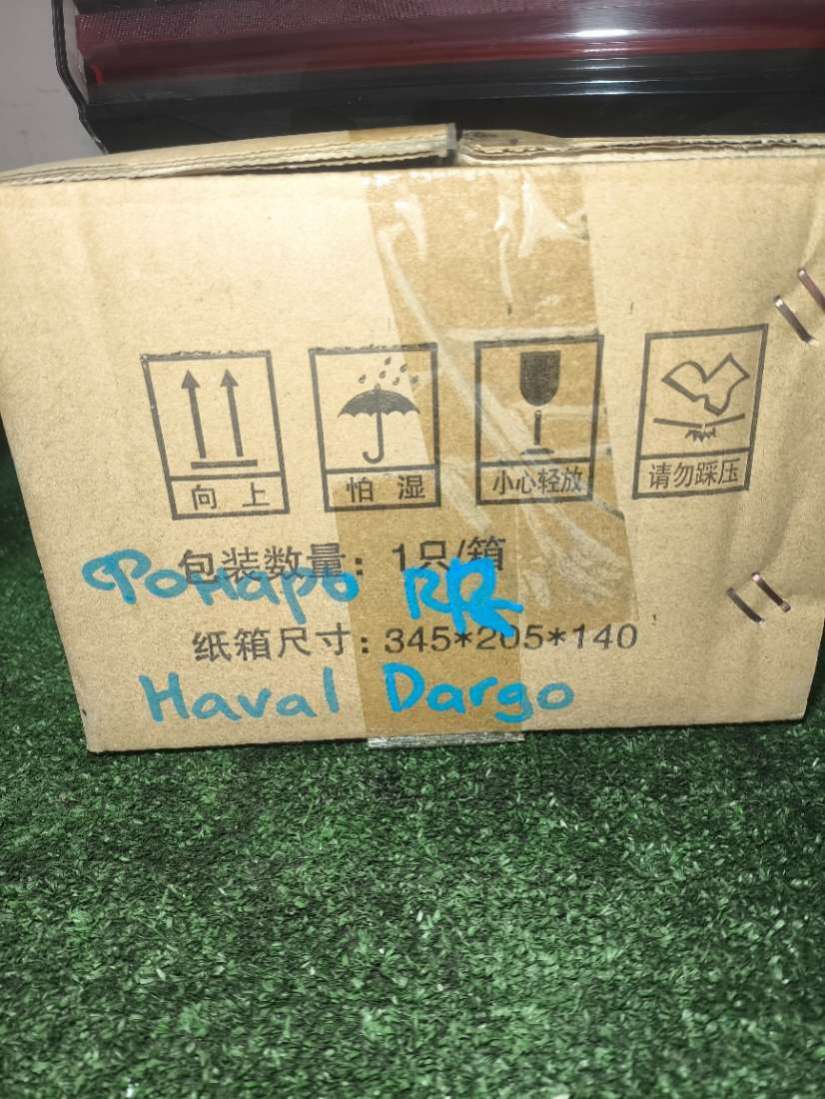 向上
怕湿
小心轻放
请勿踩压
包装数量: 1只/箱
Фонарь RR
纸箱尺寸: 345*205*140
Haval Dargo